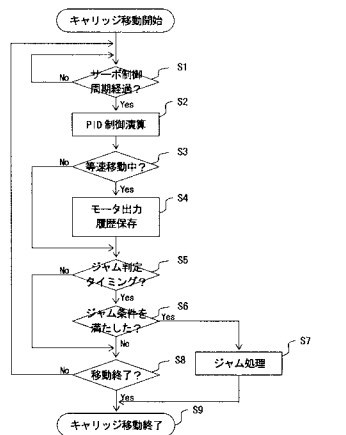 キャリッジ移動開始
S1
サーボ制御
周期経過?
No
Yes
S2
PID制御演算
S3
等速移動中?
No
Yes
S4
モータ出力
履歴保存
S5
No
ジャム判定
タイミング?
Yes
S6
ジャム条件を
満たした?
Yes
No
S7
ジャム処理
S8
No
移動終了?
Yes
S9
キャリッジ移動終了